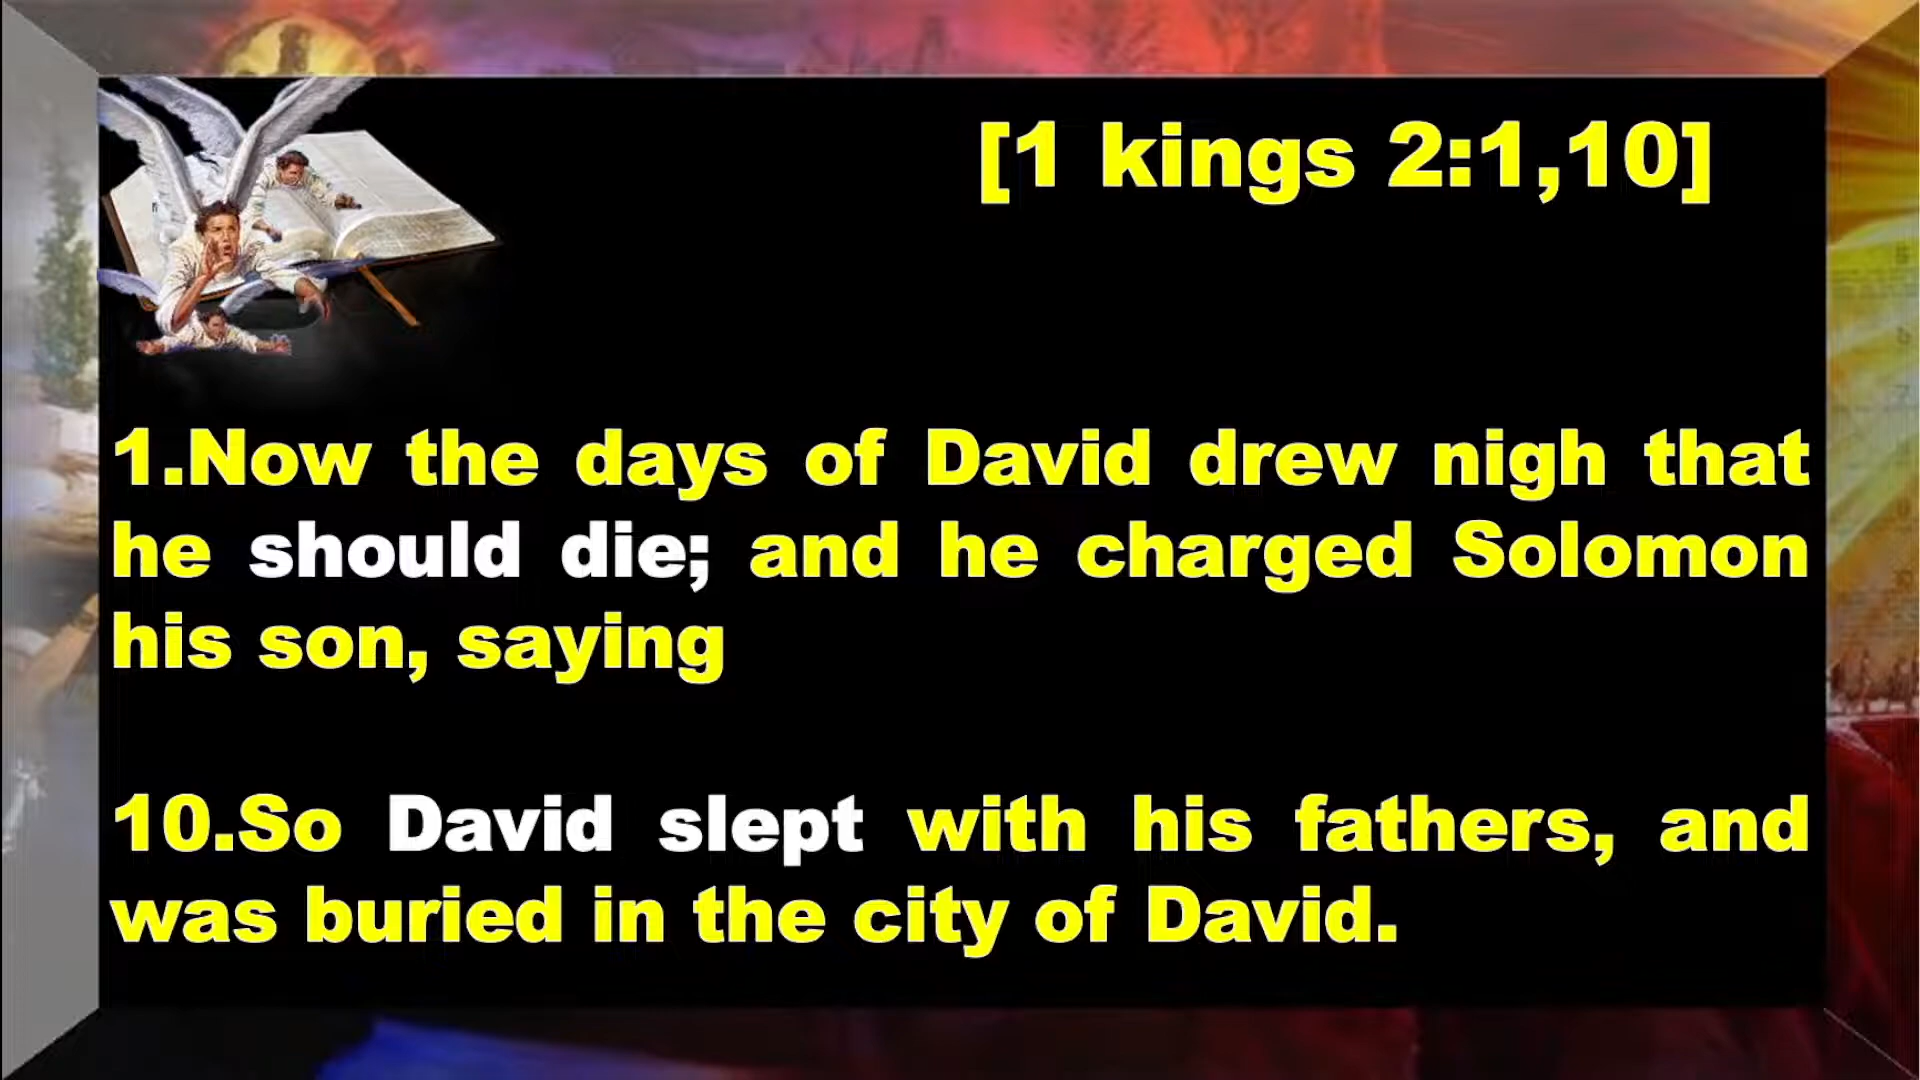 [1 kings 2:1,10]
1.Now the days of David drew nigh that
he should die; and he charged Solomon
his son, saying
10.So David slept with his fathers, and
was buried in the city of David.